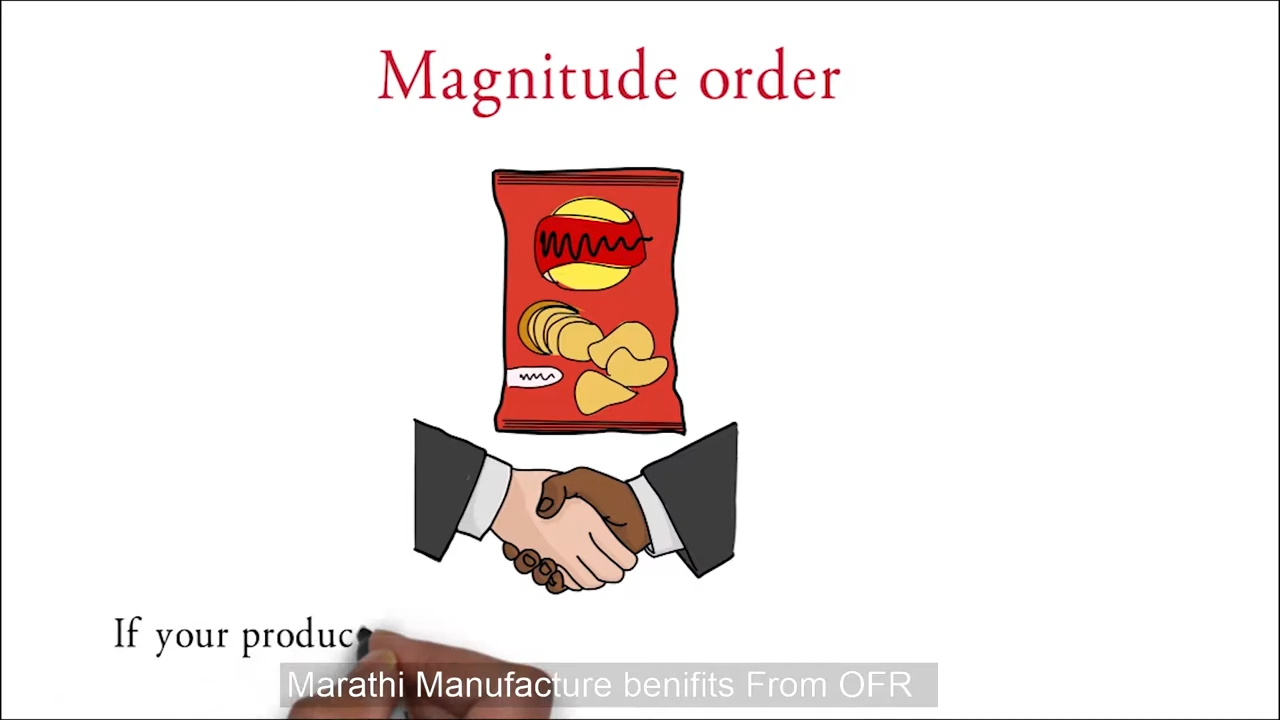 Magnitude order
If your produc
Marathi Manufacture benifits From OFR